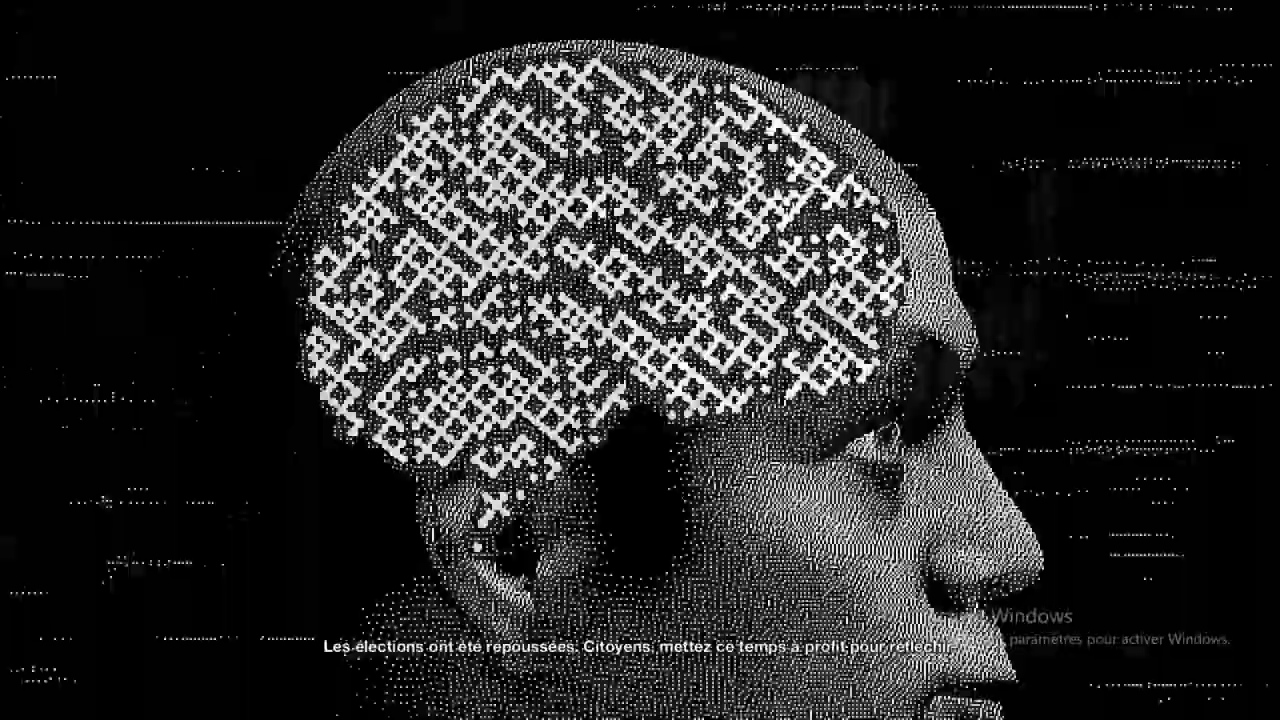 Windows
paramètres pour activer Windows.
Les élections ont été repoussées. Citoyens, mettez ce temps à profit pour réfléchir